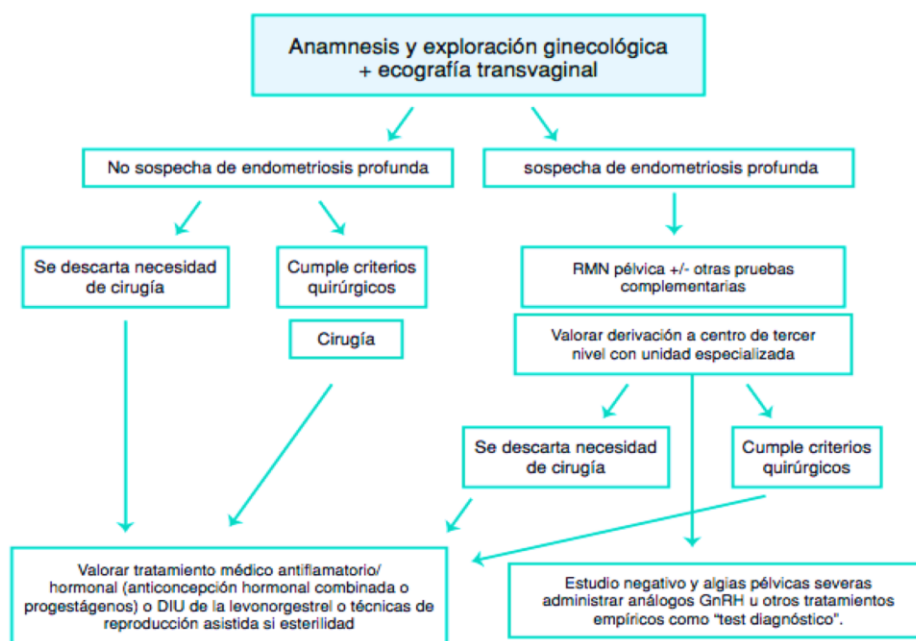 Anamnesis y exploración ginecológica
+ ecografía transvaginal
No sospecha de endometriosis profunda
sospecha de endometriosis profunda
Se descarta necesidad
de cirugía
Cumple criterios
quirúrgicos
Cirugía
RMN pélvica +/- otras pruebas
complementarias
Valorar derivación a centro de tercer
nivel con unidad especializada
Se descarta necesidad
de cirugía
Cumple criterios
quirúrgicos
Valorar tratamiento médico antiflamatorio/
hormonal (anticoncepción hormonal combinada o
progestágenos) o DIU de la levonorgestrel o técnicas de
reproducción asistida si esterilidad
Estudio negativo y algias pélvicas severas
administrar análogos GnRH u otros tratamientos
empíricos como “test diagnóstico”.